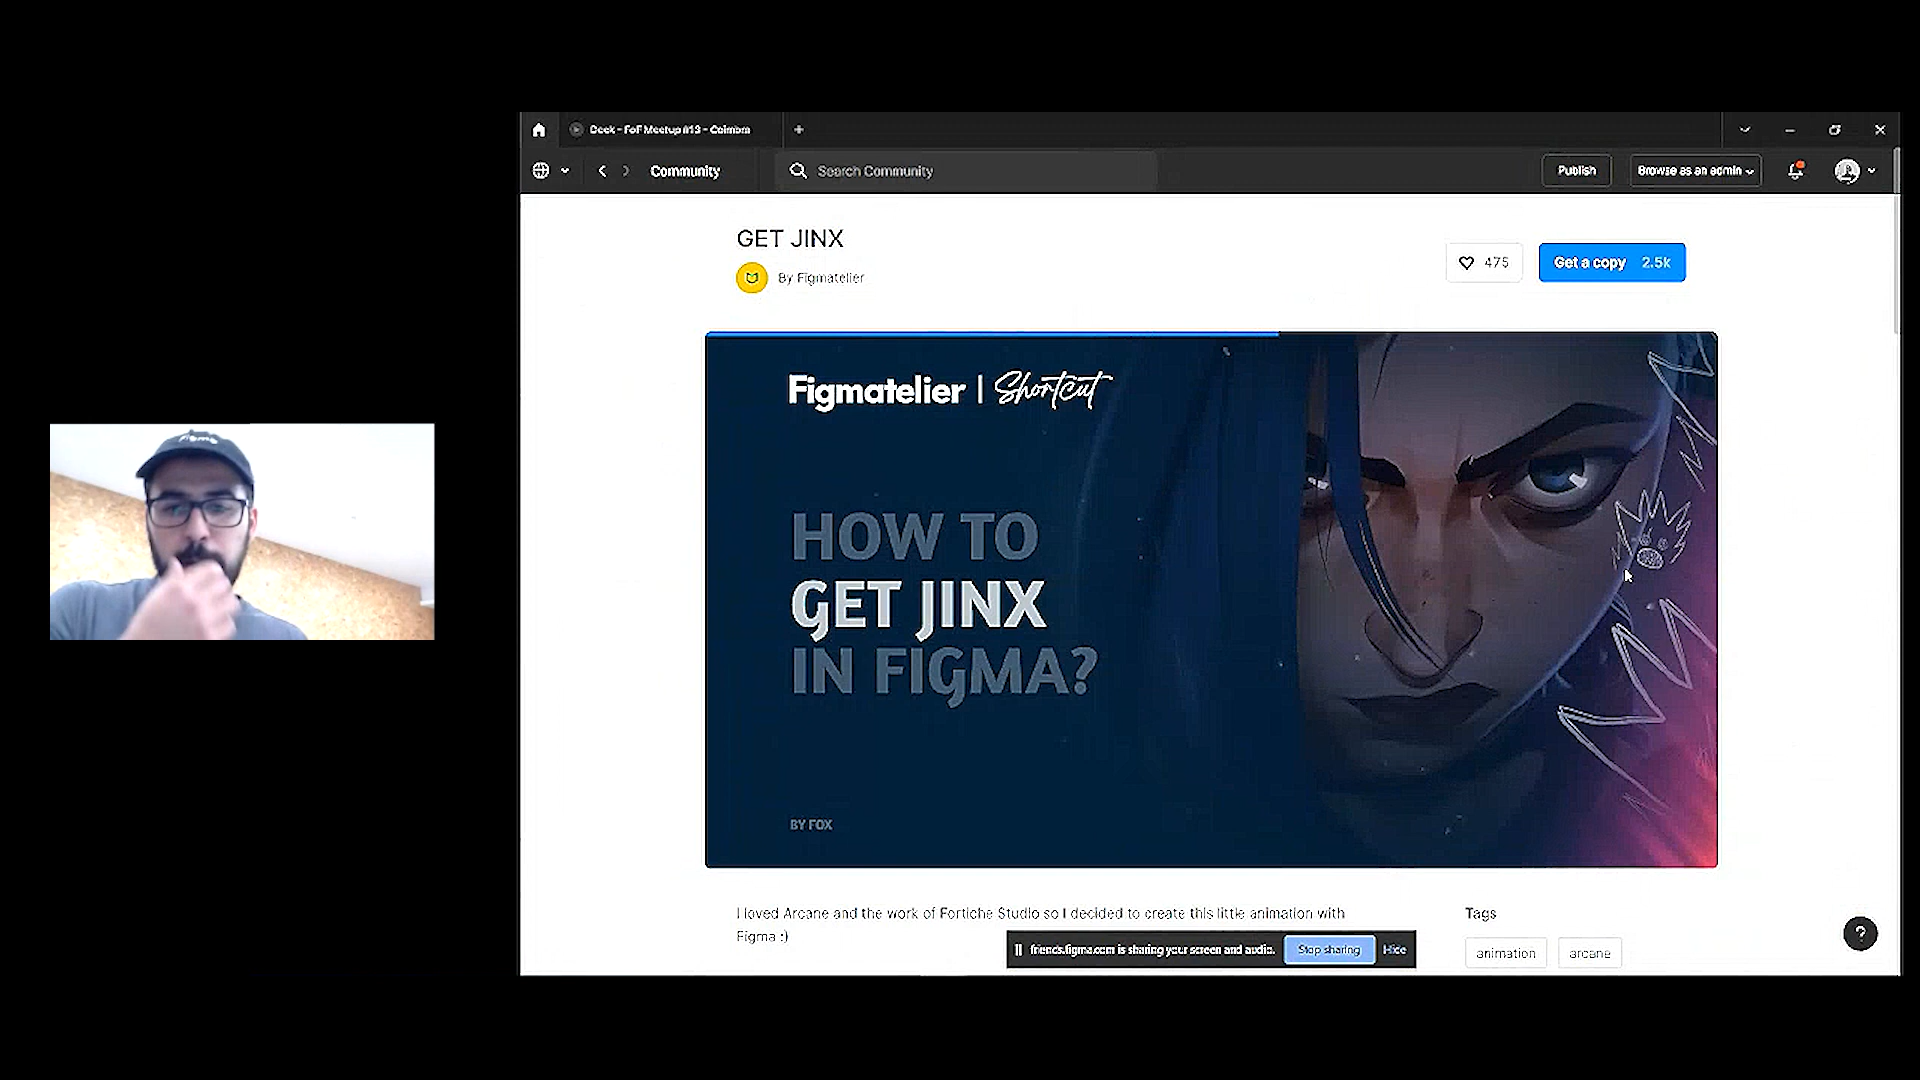 Deck - FoF Meetup #13 - Coimbra
Community
Search Community
Publish
Browse as an admin
GET JINX
By Figmatelier
475
Get a copy 2.5k
Figmatelier | Shortcut
HOW TO
GET JINX
IN FIGMA?
BY FOX
I loved Arcane and the work of Fortiche Studio so I decided to create this little animation with
Figma :)
Tags
animation
arcane
friends.figma.com is sharing your screen and audio.
Stop sharing
Hide
?
Figma